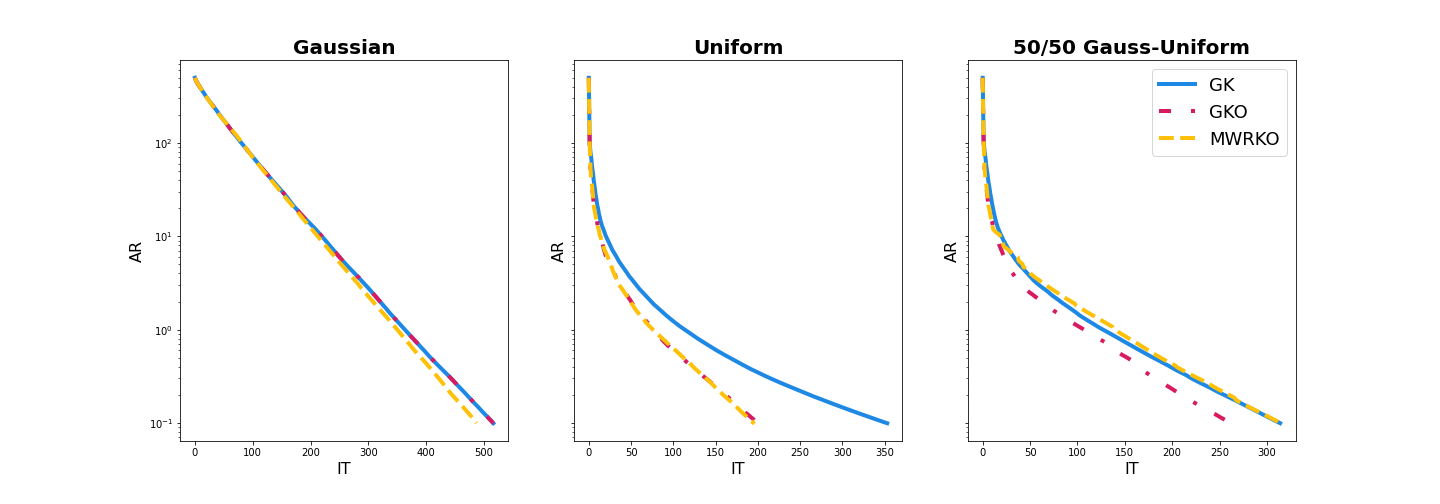 Gaussian
Uniform
50/50 Gauss-Uniform
GK
GKO
MWRKO
AR
10²
10¹
10⁰
10⁻¹
0 100 200 300 400 500
IT
AR
0 50 100 150 200 250 300 350
IT
AR
0 50 100 150 200 250 300
IT